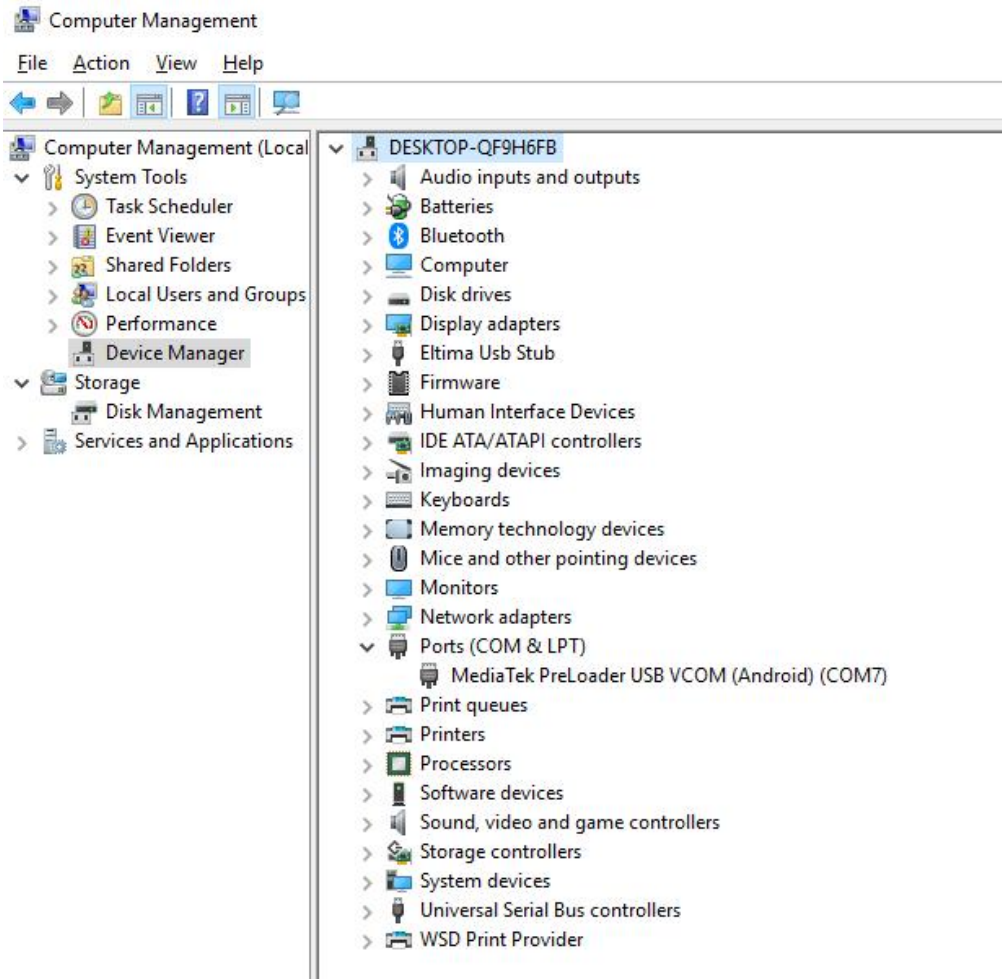 Computer Management
File Action View Help
Computer Management (Local
System Tools
Task Scheduler
Event Viewer
Shared Folders
Local Users and Groups
Performance
Device Manager
Storage
Disk Management
Services and Applications
DESKTOP-QF9H6FB
Audio inputs and outputs
Batteries
Bluetooth
Computer
Disk drives
Display adapters
Eltima Usb Stub
Firmware
Human Interface Devices
IDE ATA/ATAPI controllers
Imaging devices
Keyboards
Memory technology devices
Mice and other pointing devices
Monitors
Network adapters
Ports (COM & LPT)
MediaTek PreLoader USB VCOM (Android) (COM7)
Print queues
Printers
Processors
Software devices
Sound, video and game controllers
Storage controllers
System devices
Universal Serial Bus controllers
WSD Print Provider